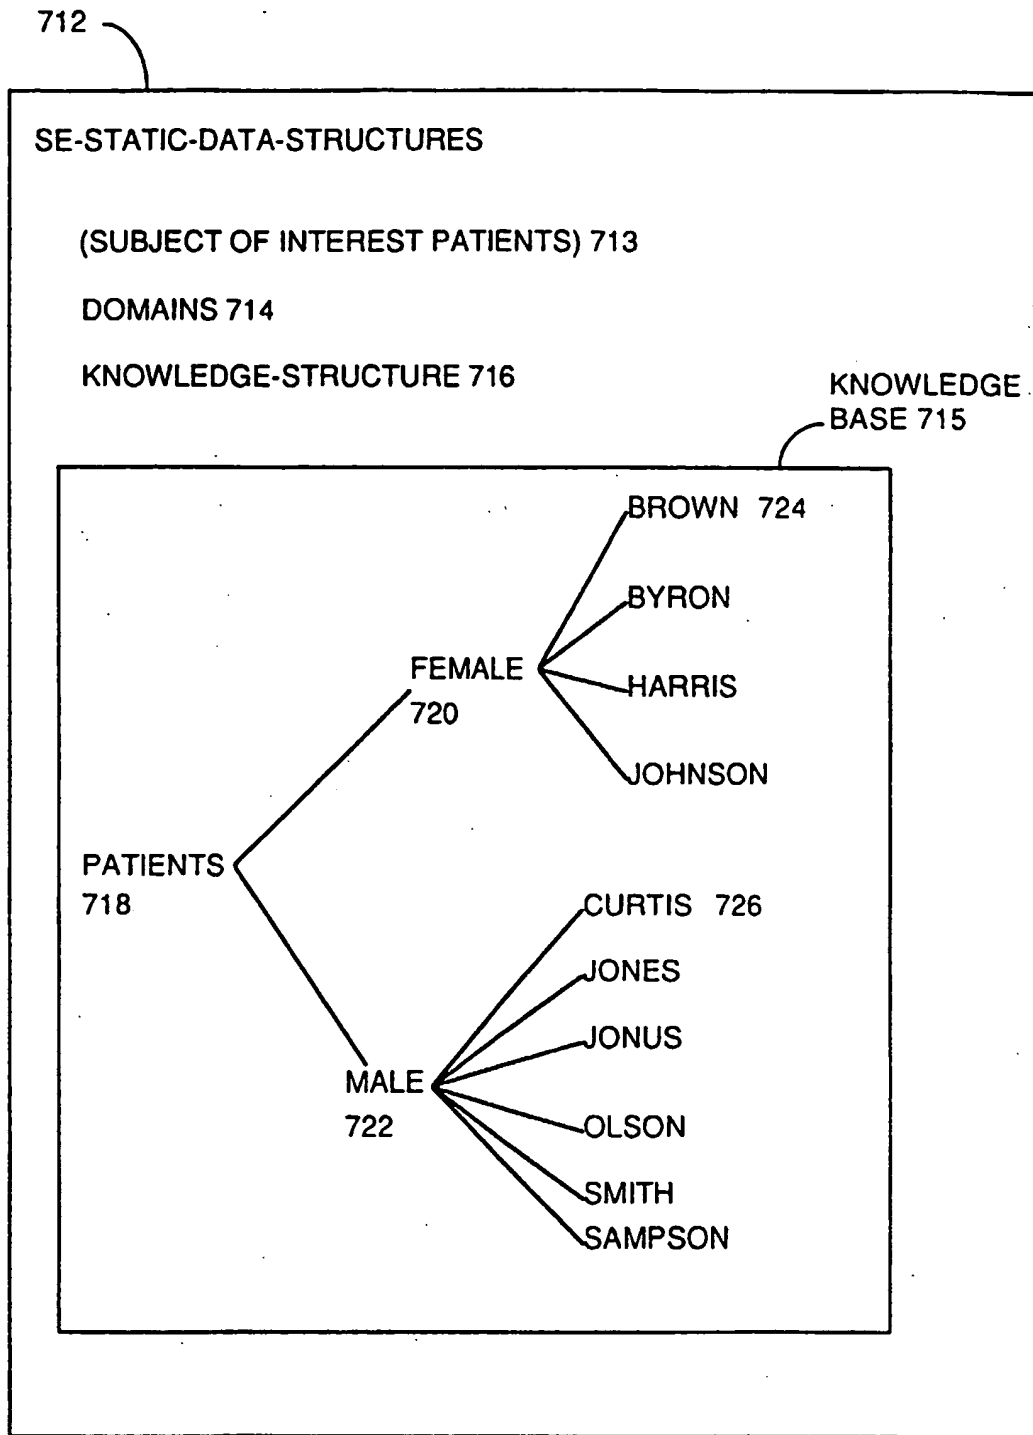 712
SE-STATIC-DATA-STRUCTURES
(SUBJECT OF INTEREST PATIENTS) 713
DOMAINS 714
KNOWLEDGE-STRUCTURE 716
KNOWLEDGE
BASE 715
BROWN 724
BYRON
FEMALE
720
HARRIS
JOHNSON
PATIENTS
718
CURTIS 726
JONES
JONUS
MALE
722
OLSON
SMITH
SAMPSON